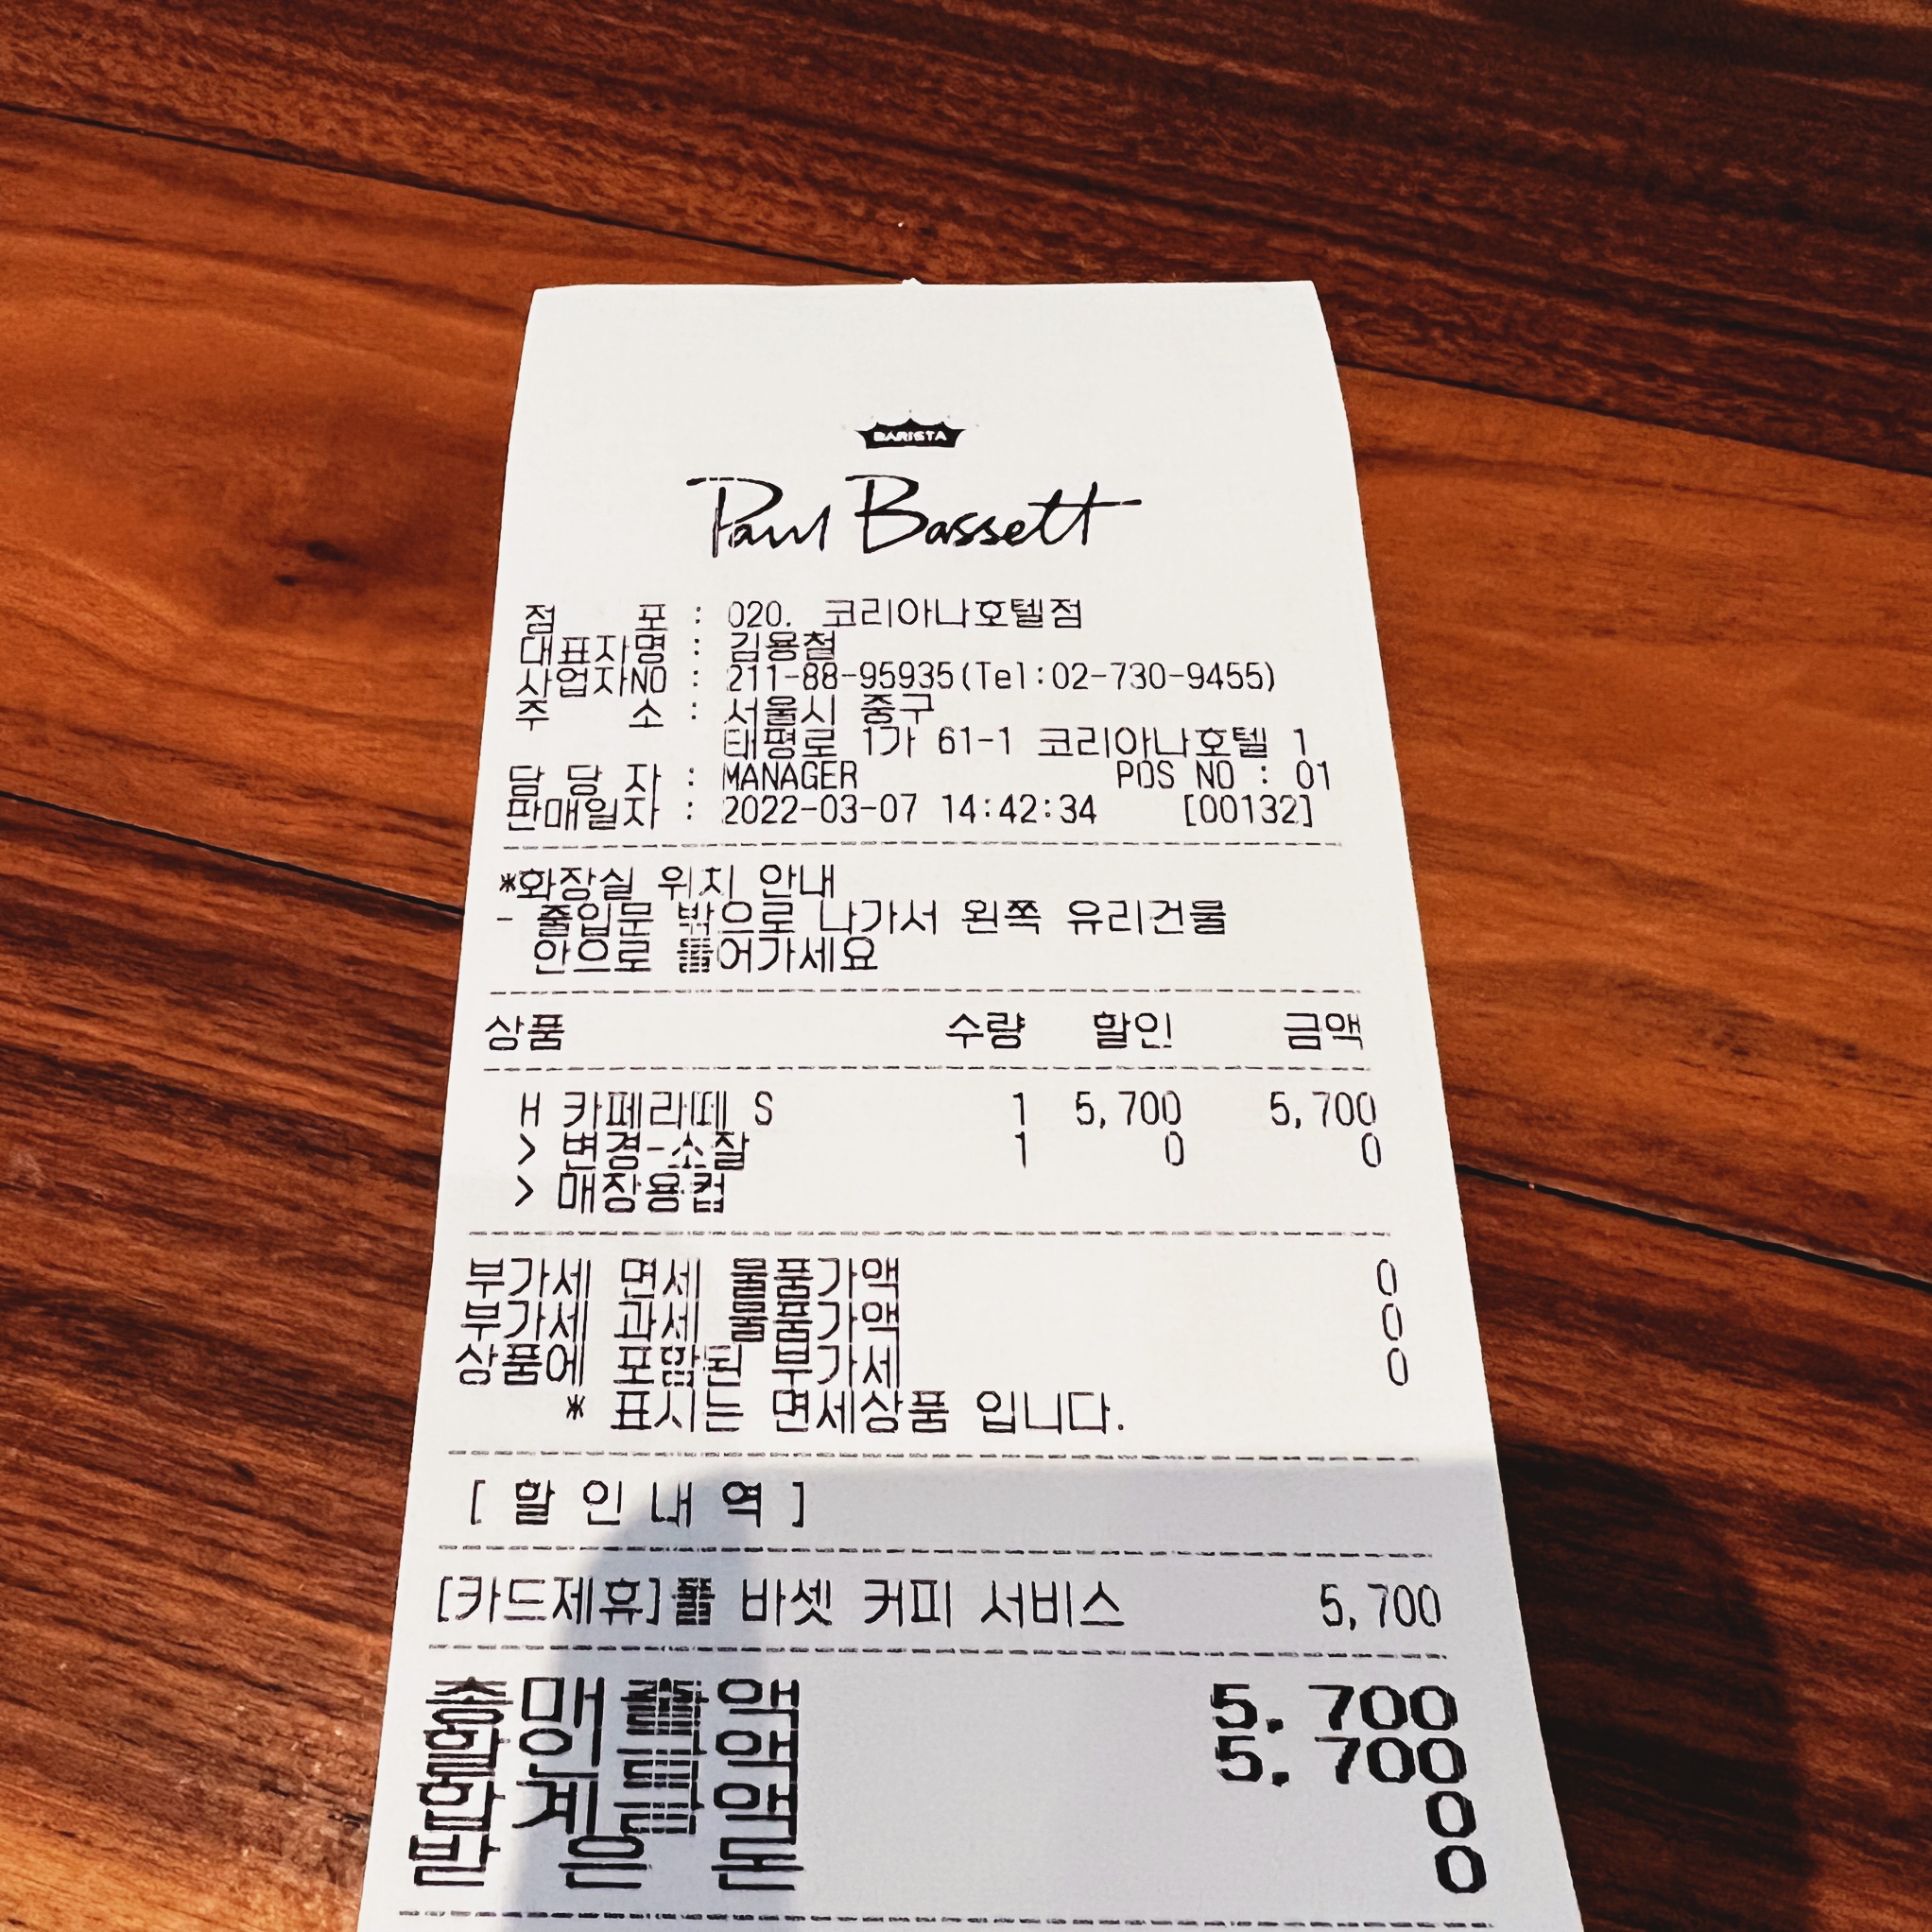 BARISTA
Paul Bassett
점 포 : 020. 코리아나호텔점
대표자명 : 김용철
사업자NO : 211-88-95935(Tel:02-730-9455)
주 소 : 서울시 중구
태평로 1가 61-1 코리아나호텔 1
담 당 자 : MANAGER POS NO : 01
판매일자 : 2022-03-07 14:42:34 [00132]
*화장실 위치 안내
- 출입문 밖으로 나가서 왼쪽 유리건물
안으로 들어가세요
상품 수량 할인 금액
H 카페라떼 S 1 5,700 5,700
> 변경-소잘 1 0 0
> 매장용컵
부가세 면세 물품가액 0
부가세 과세 물품가액 0
상품에 포함된 부가세 0
* 표시는 면세상품 입니다.
[ 할 인 내 역 ]
[카드제휴]폴 바셋 커피 서비스 5,700
총매출액 5,700
할인금액 5,700
합계금액 0
받 은 돈 0